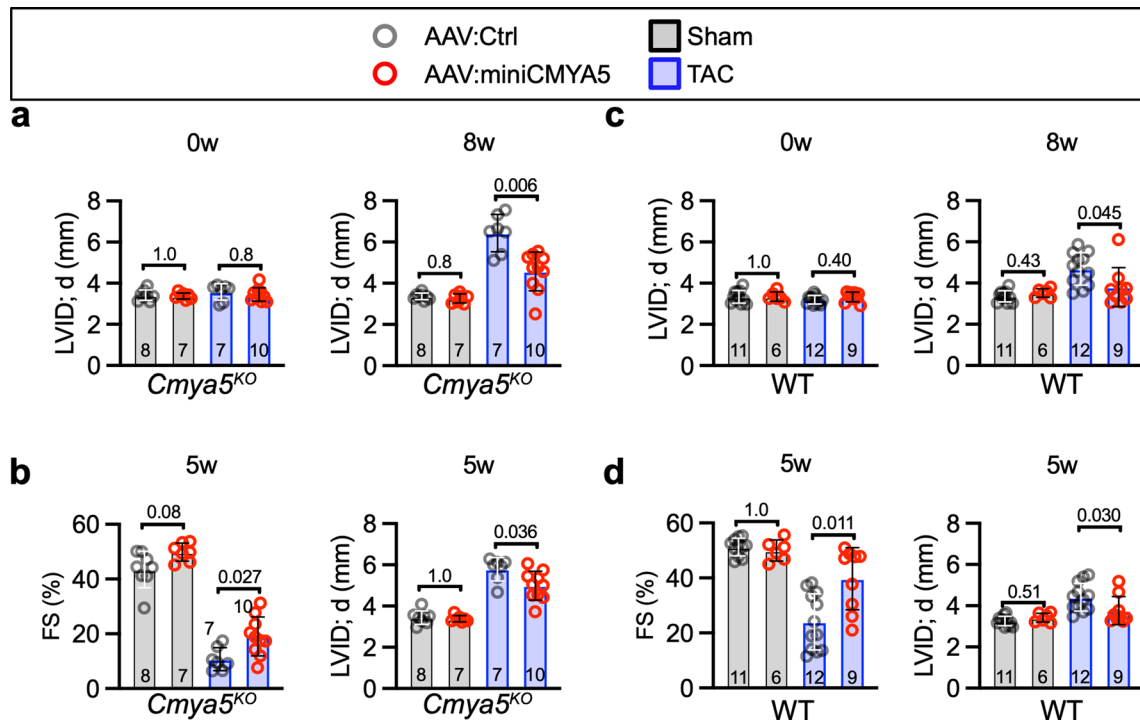 AAV:Ctrl Sham
AAV:miniCMYA5 TAC
a
0w
LVID; d (mm)
8
6
4
2
0
1.0
0.8
8
7
7
10
Cmya5KO
8w
LVID; d (mm)
8
6
4
2
0
0.8
0.006
8
7
7
10
Cmya5KO
c
0w
LVID; d (mm)
8
6
4
2
0
1.0
0.40
11
6
12
9
WT
8w
LVID; d (mm)
8
6
4
2
0
0.43
0.045
11
6
12
9
WT
b
5w
FS (%)
60
40
20
0
0.08
0.027
8
7
7
10
Cmya5KO
5w
LVID; d (mm)
8
6
4
2
0
1.0
0.036
8
7
7
10
Cmya5KO
d
5w
FS (%)
60
40
20
0
1.0
0.011
11
6
12
9
WT
5w
LVID; d (mm)
8
6
4
2
0
0.51
0.030
11
6
12
9
WT